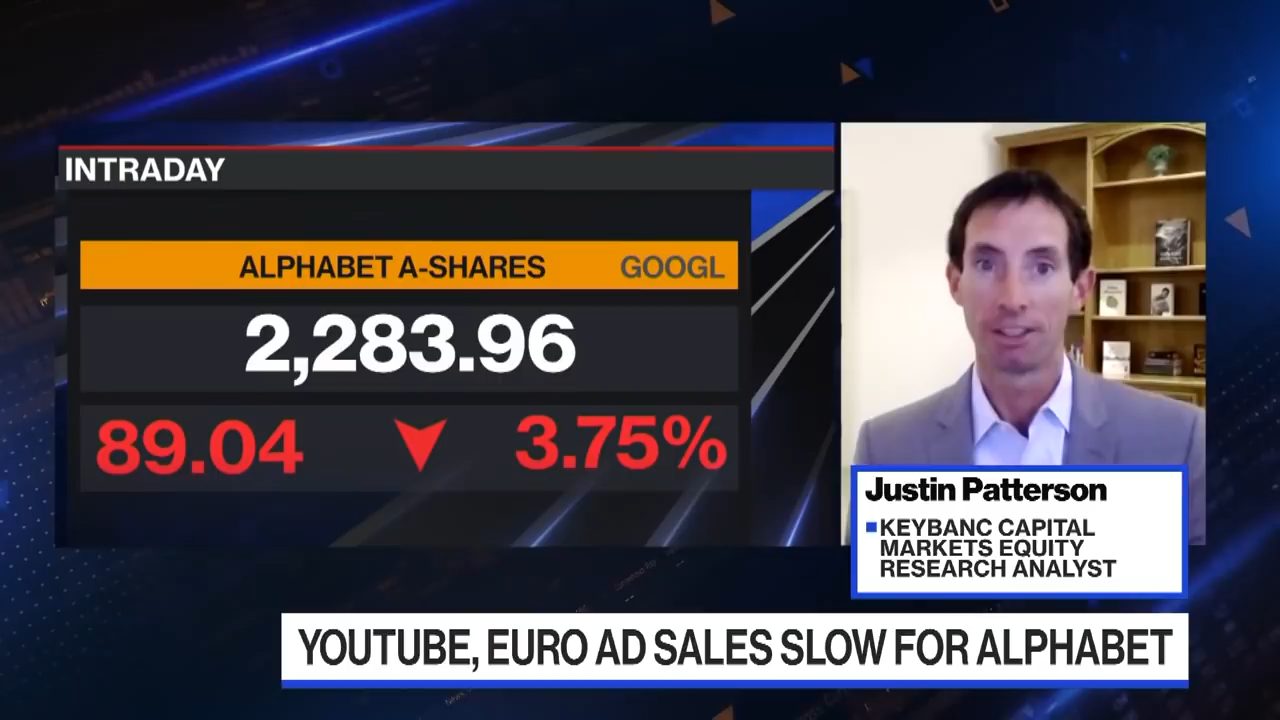 INTRADAY
ALPHABET A-SHARES GOOGL
2,283.96
89.04 3.75%
Justin Patterson
KEYBANC CAPITAL
MARKETS EQUITY
RESEARCH ANALYST
YOUTUBE, EURO AD SALES SLOW FOR ALPHABET